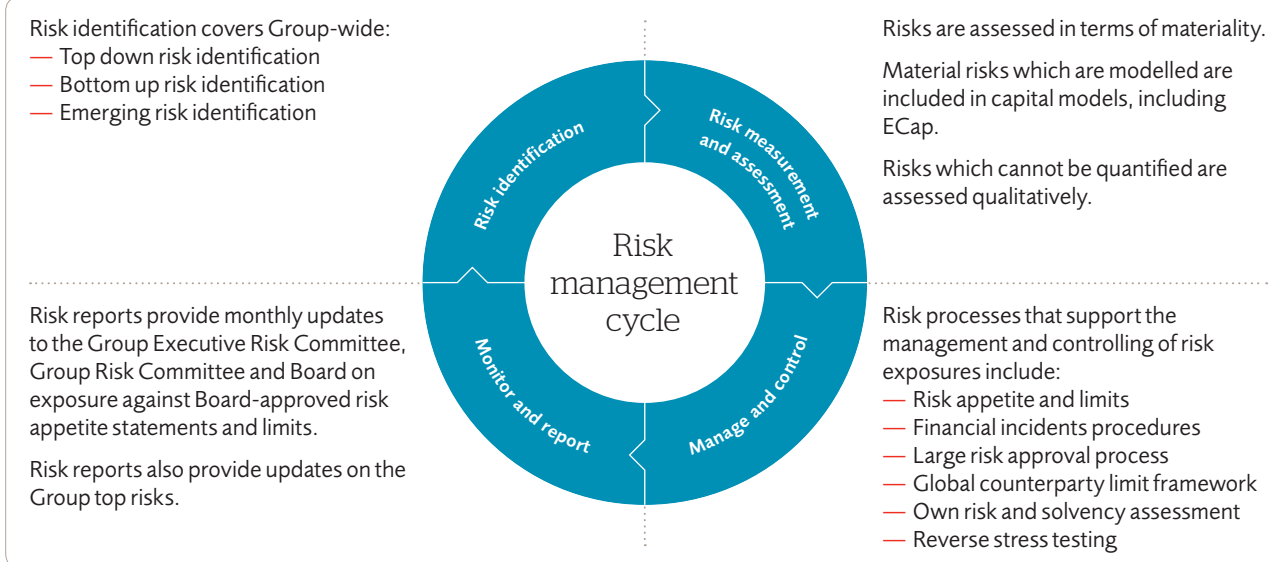 Risk identification covers Group-wide:
— Top down risk identification
— Bottom up risk identification
— Emerging risk identification
Risks are assessed in terms of materiality.
Material risks which are modelled are
included in capital models, including
ECap.
Risks which cannot be quantified are
assessed qualitatively.
Risk identification
Risk measurement
and assessment
Risk
management
cycle
Monitor and report
Manage and control
Risk reports provide monthly updates
to the Group Executive Risk Committee,
Group Risk Committee and Board on
exposure against Board-approved risk
appetite statements and limits.
Risk reports also provide updates on the
Group top risks.
Risk processes that support the
management and controlling of risk
exposures include:
— Risk appetite and limits
— Financial incidents procedures
— Large risk approval process
— Global counterparty limit framework
— Own risk and solvency assessment
— Reverse stress testing